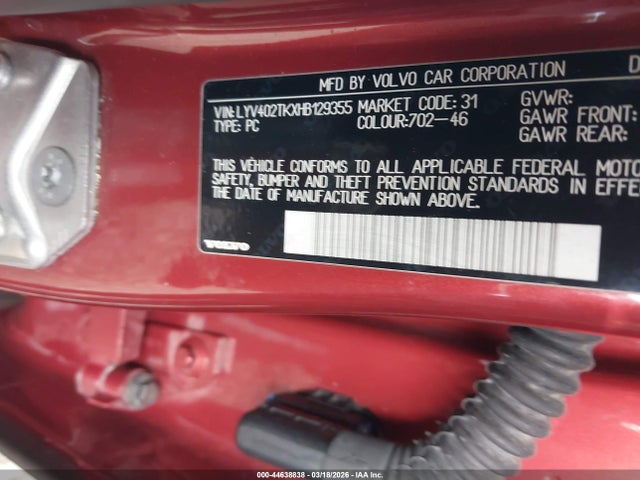 MFD BY VOLVO CAR CORPORATION D
VIN: LYV402TKXHB129355 MARKET CODE: 31 GVWR:
TYPE: PC COLOUR:702-46 GAWR FRONT:
GAWR REAR:
THIS VEHICLE CONFORMS TO ALL APPLICABLE FEDERAL MOTO
SAFETY, BUMPER AND THEFT PREVENTION STANDARDS IN EFFE
THE DATE OF MANUFACTURE SHOWN ABOVE.
VOLVO
000-44638838 - 03/18/2026 - IAAI Corp.